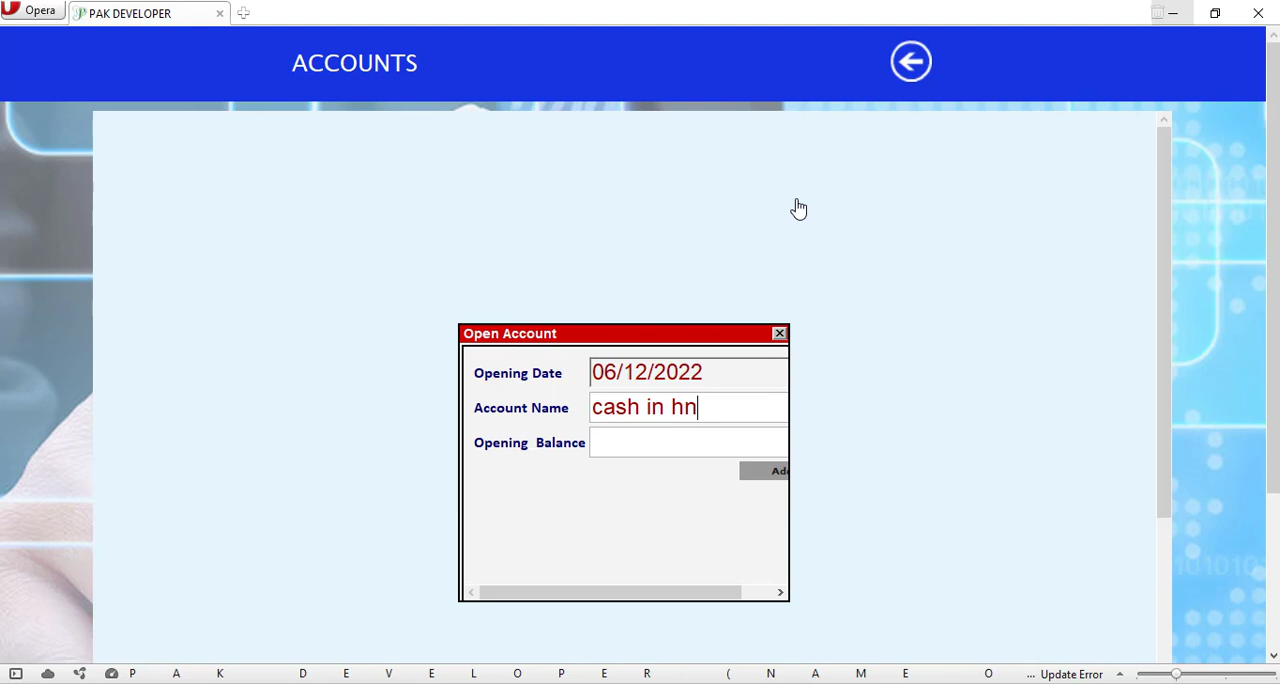 Opera
PAK DEVELOPER
ACCOUNTS
Open Account
Opening Date 06/12/2022
Account Name cash in hn
Opening Balance
Add
P A K D E V E L O P E R ( N A M E O ... Update Error